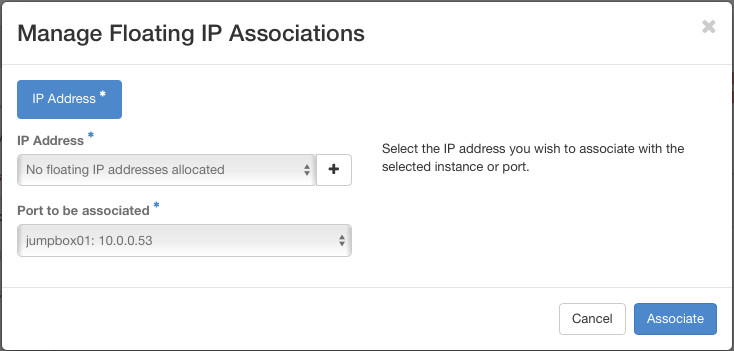 Manage Floating IP Associations
×
IP Address *
IP Address *
No floating IP addresses allocated
+
Port to be associated *
jumpbox01: 10.0.0.53
Select the IP address you wish to associate with the
selected instance or port.
Cancel
Associate